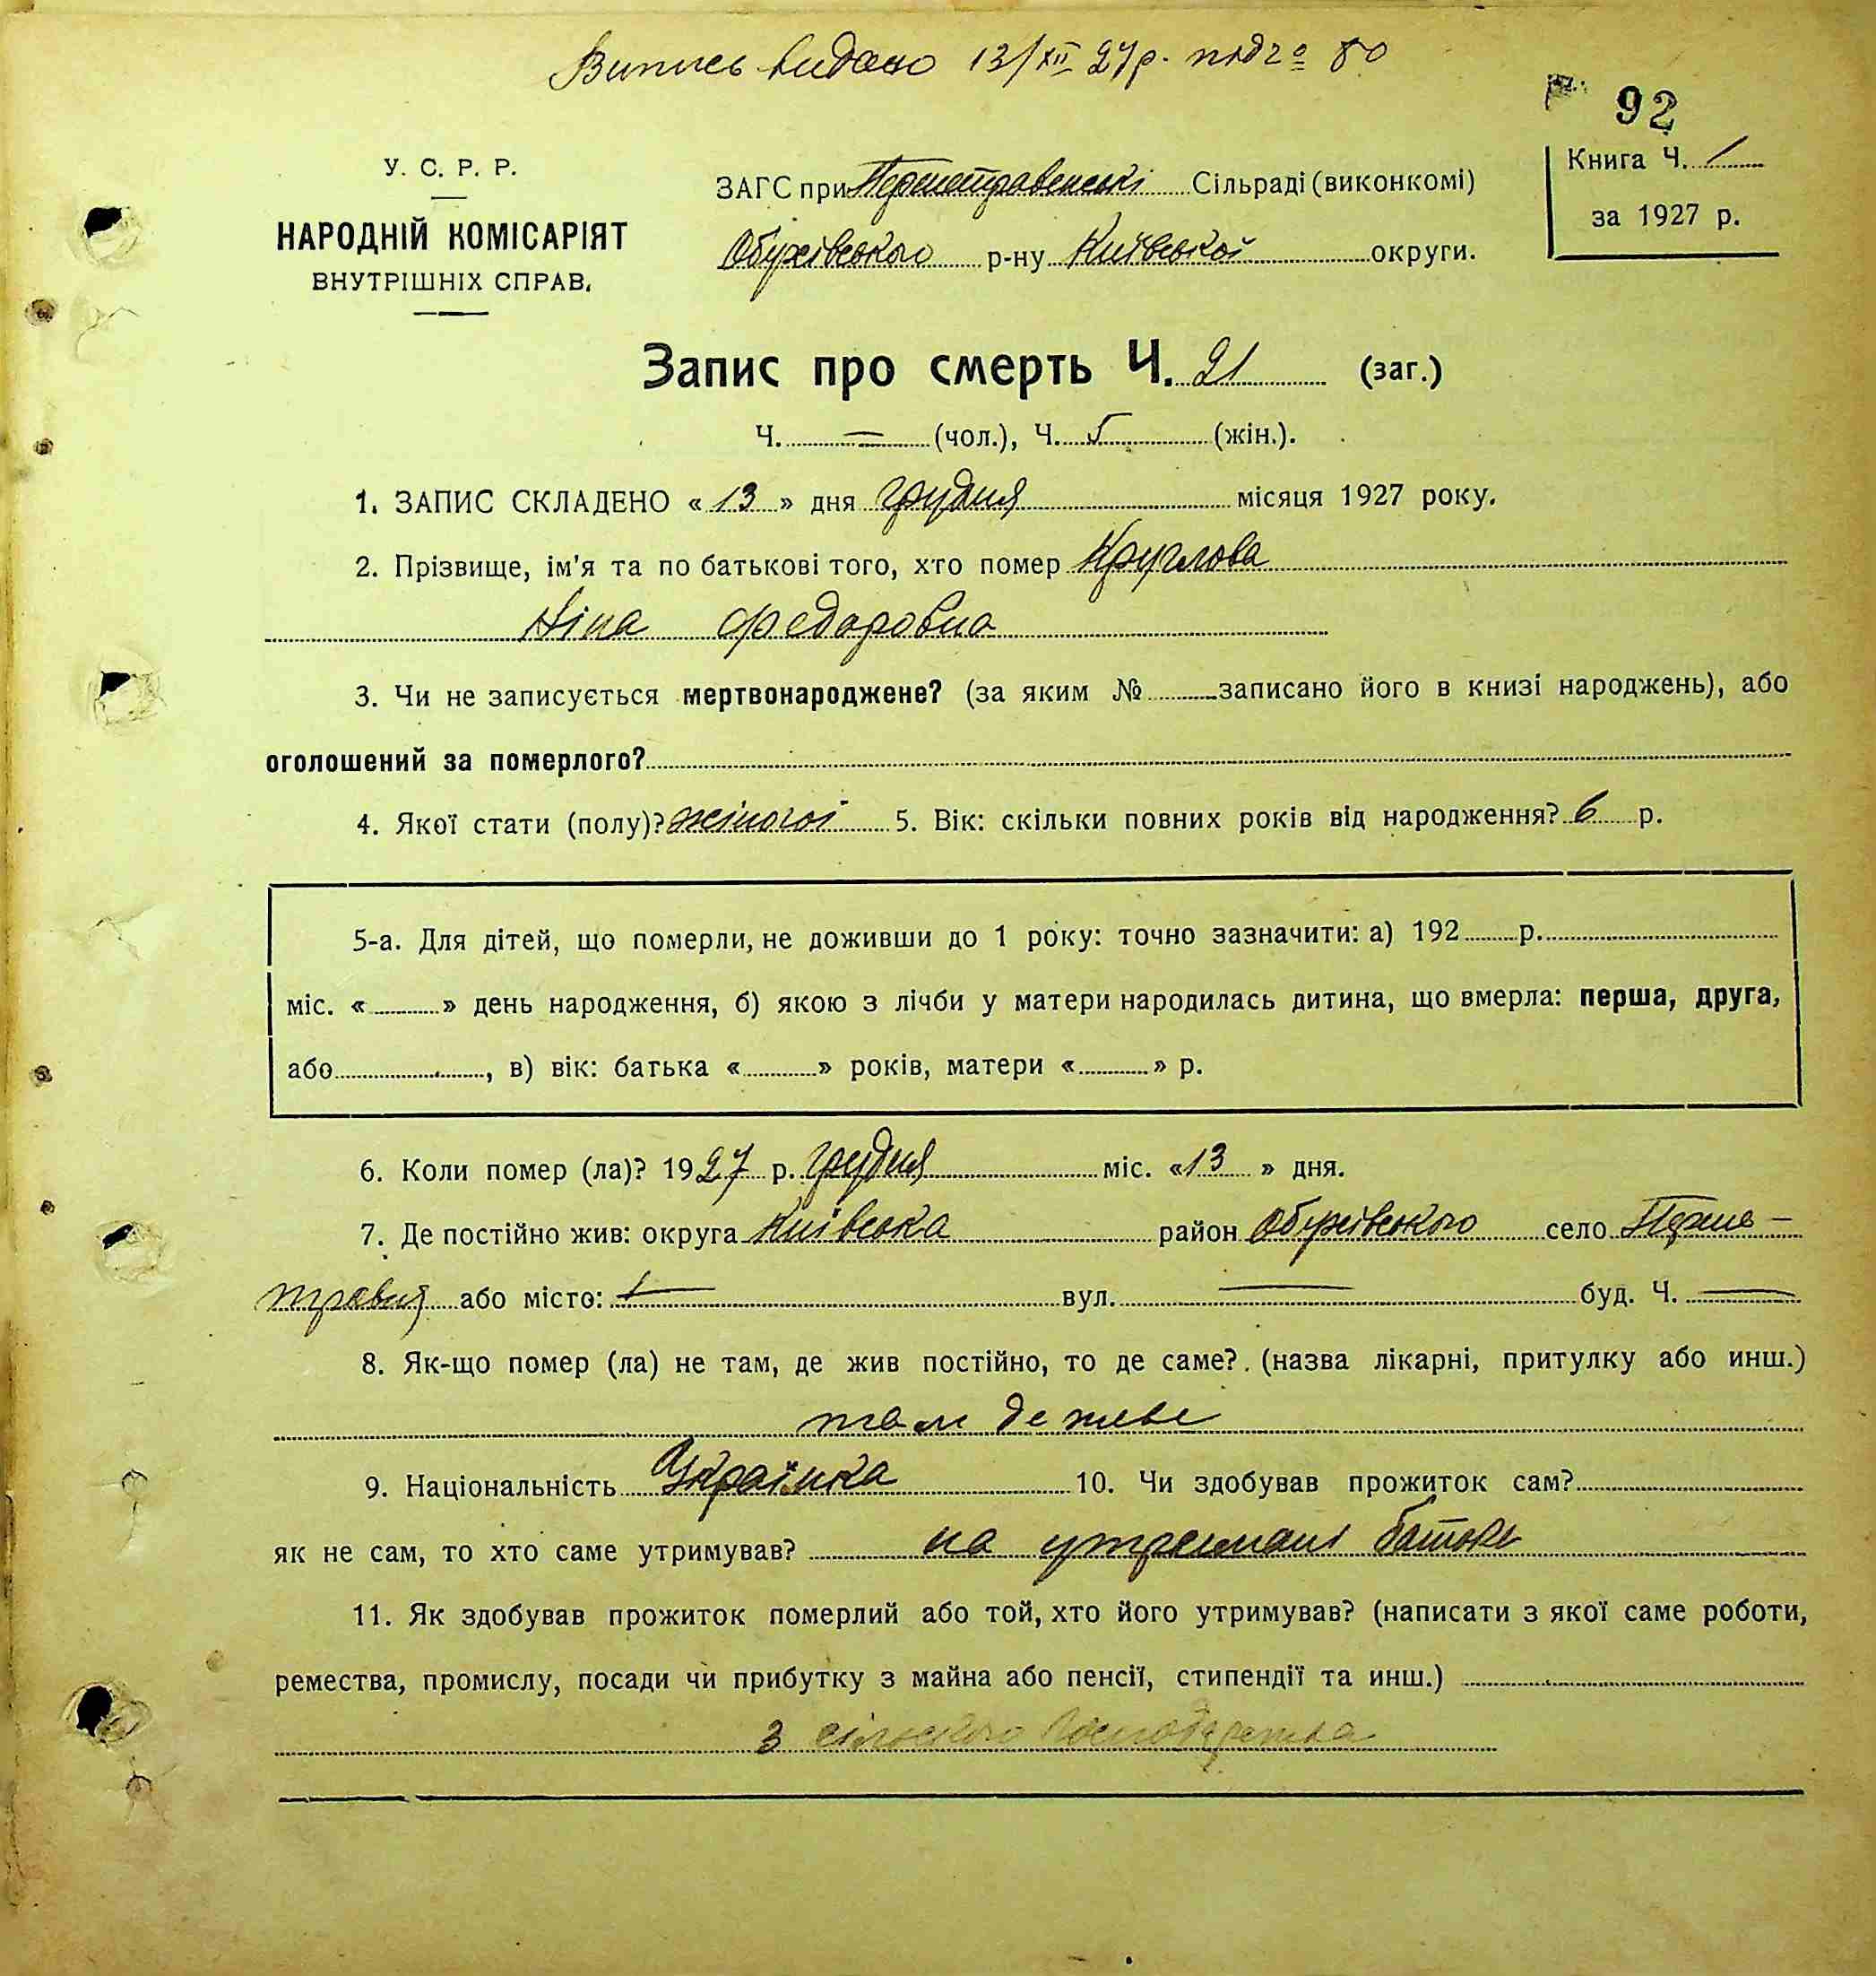 Випись видано 13/XII 27р. під № 80
92
У. С. Р. Р.
НАРОДНІЙ КОМІСАРІЯТ
ВНУТРІШНІХ СПРАВ.
ЗАГС при Першотравенські Сільраді (виконкомі)
Обухівського р-ну Київської округи.
Книга Ч. 1
за 1927 р.
Запис про смерть Ч. 21 (заг.)
Ч. — (чол.), Ч. 5 (жін.).
1. ЗАПИС СКЛАДЕНО « 13 » дня грудня місяця 1927 року.
2. Прізвище, ім'я та по батькові того, хто помер Круглова
Ніна Федоровна
3. Чи не записується мертвонароджене? (за яким № записано його в книзі народжень), або
оголошений за померлого?
4. Якої стати (полу)? жіночої 5. Вік: скільки повних років від народження? 6 р.
5-а. Для дітей, що померли, не доживши до 1 року: точно зазначити: а) 192 р.
міс. « » день народження, б) якою з лічби у матери народилась дитина, що вмерла: перша, друга,
або , в) вік: батька « » років, матери « » р.
6. Коли помер (ла)? 1927 р. грудня міс. «13 » дня.
7. Де постійно жив: округа Київська район Обухівського село Першо-
травня або місто: — вул. — буд. Ч. —
8. Як-що помер (ла) не там, де жив постійно, то де саме? (назва лікарні, притулку або инш.)
там де живе
9. Національність Українка 10. Чи здобував прожиток сам?
як не сам, то хто саме утримував? на утримані батька
11. Як здобував прожиток померлий або той, хто його утримував? (написати з якої саме роботи,
ремества, промислу, посади чи прибутку з майна або пенсії, стипендії та инш.)
з сільского господарства